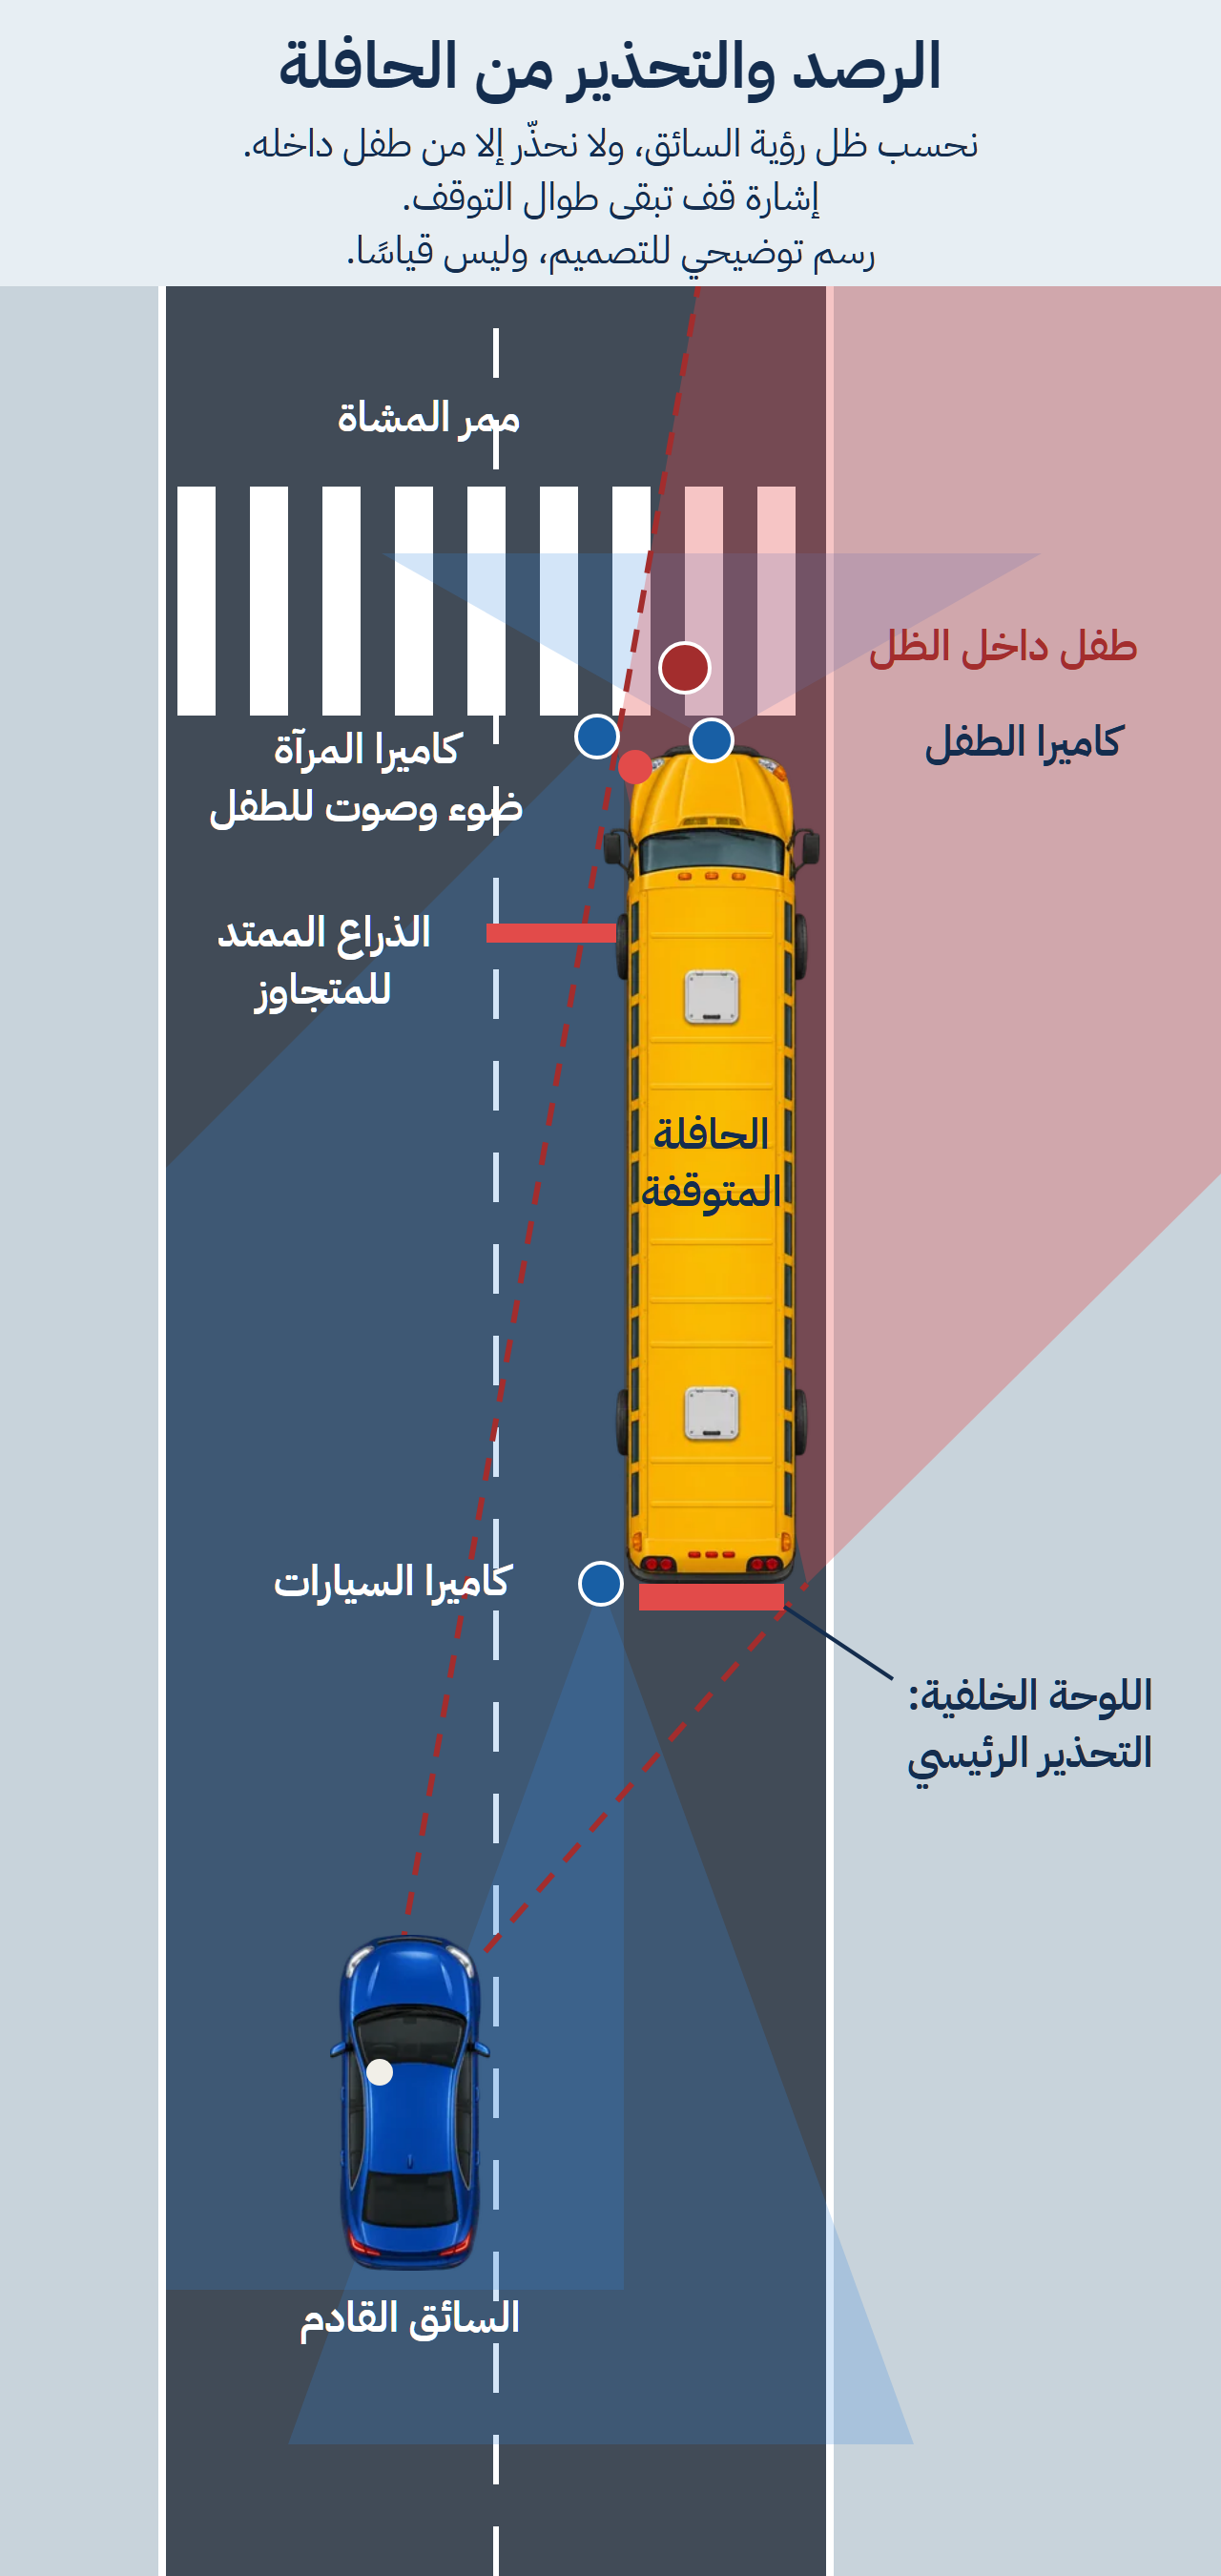 الرصد والتحذير من الحافلة
نحسب ظل رؤية السائق، ولا نحذّر إلا من طفل داخله.
إشارة قف تبقى طوال التوقف.
رسم توضيحي للتصميم، وليس قياسًا.
ممر المشاة
طفل داخل الظل
كاميرا الطفل
كاميرا المرآة
ضوء وصوت للطفل
الذراع الممتد
للمتجاوز
الحافلة
المتوقفة
كاميرا السيارات
اللوحة الخلفية:
التحذير الرئيسي
السائق القادم